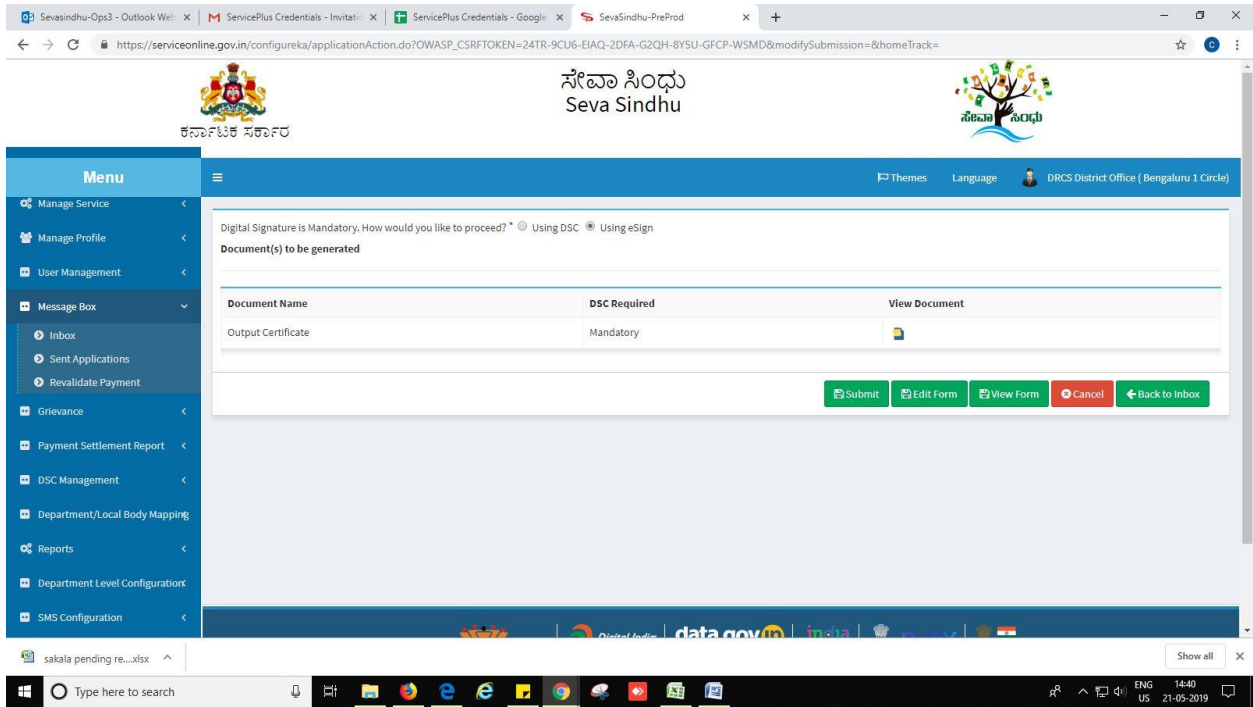 Sevasindhu-Ops3 - Outlook Web
ServicePlus Credentials - Invitatic
ServicePlus Credentials - Google
SevaSindhu-PreProd
https://serviceonline.gov.in/configureka/applicationAction.do?OWASP_CSRFTOKEN=24TR-9CU6-EIAQ-2DFA-G2QH-8Y5U-GFCP-WSMD&modifySubmission=&homeTrack=
C
ಕರ್ನಾಟಕ ಸರ್ಕಾರ
ಸೇವಾ ಸಿಂಧು
Seva Sindhu
ಸೇವಾ ಸಿಂಧು
Menu
Themes Language DRCS District Office ( Bengaluru 1 Circle)
Manage Service
Manage Profile
User Management
Message Box
Inbox
Sent Applications
Revalidate Payment
Grievance
Payment Settlement Report
DSC Management
Department/Local Body Mapping
Reports
Department Level Configuration
SMS Configuration
Digital Signature is Mandatory. How would you like to proceed? * Using DSC Using eSign
Document(s) to be generated
Document Name DSC Required View Document
Output Certificate Mandatory
Submit Edit Form View Form Cancel Back to Inbox
Digital India data.gov in india
sakala pending re....xlsx
Show all
Type here to search
ENG
US
14:40
21-05-2019